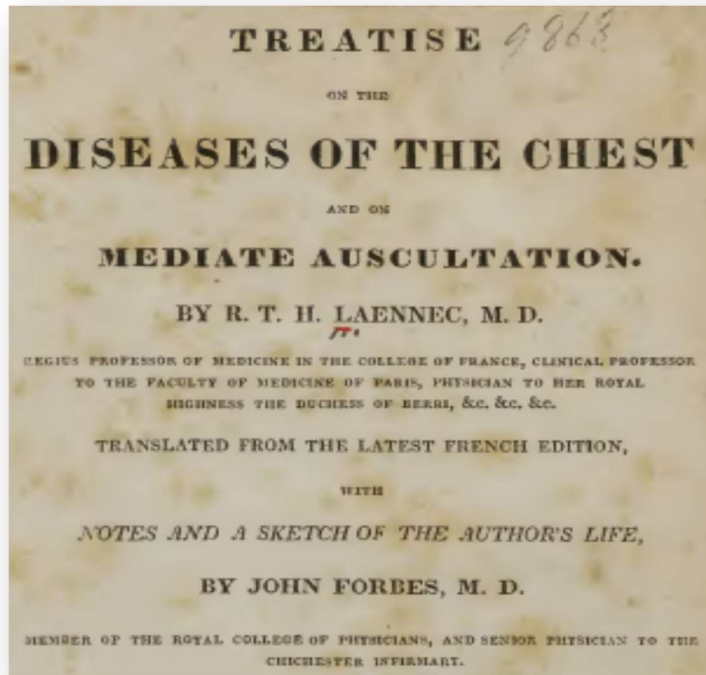 TREATISE 9863
ON THE
DISEASES OF THE CHEST
AND ON
MEDIATE AUSCULTATION.
BY R. T. H. LAENNEC, M. D.
REGIUS PROFESSOR OF MEDICINE IN THE COLLEGE OF FRANCE, CLINICAL PROFESSOR
TO THE FACULTY OF MEDICINE OF PARIS, PHYSICIAN TO HER ROYAL
HIGHNESS THE DUCHESS OF BERRI, &c. &c. &c.
TRANSLATED FROM THE LATEST FRENCH EDITION,
WITH
NOTES AND A SKETCH OF THE AUTHOR'S LIFE,
BY JOHN FORBES, M. D.
MEMBER OF THE ROYAL COLLEGE OF PHYSICIANS, AND SENIOR PHYSICIAN TO THE
CHICHESTER INFIRMARY.